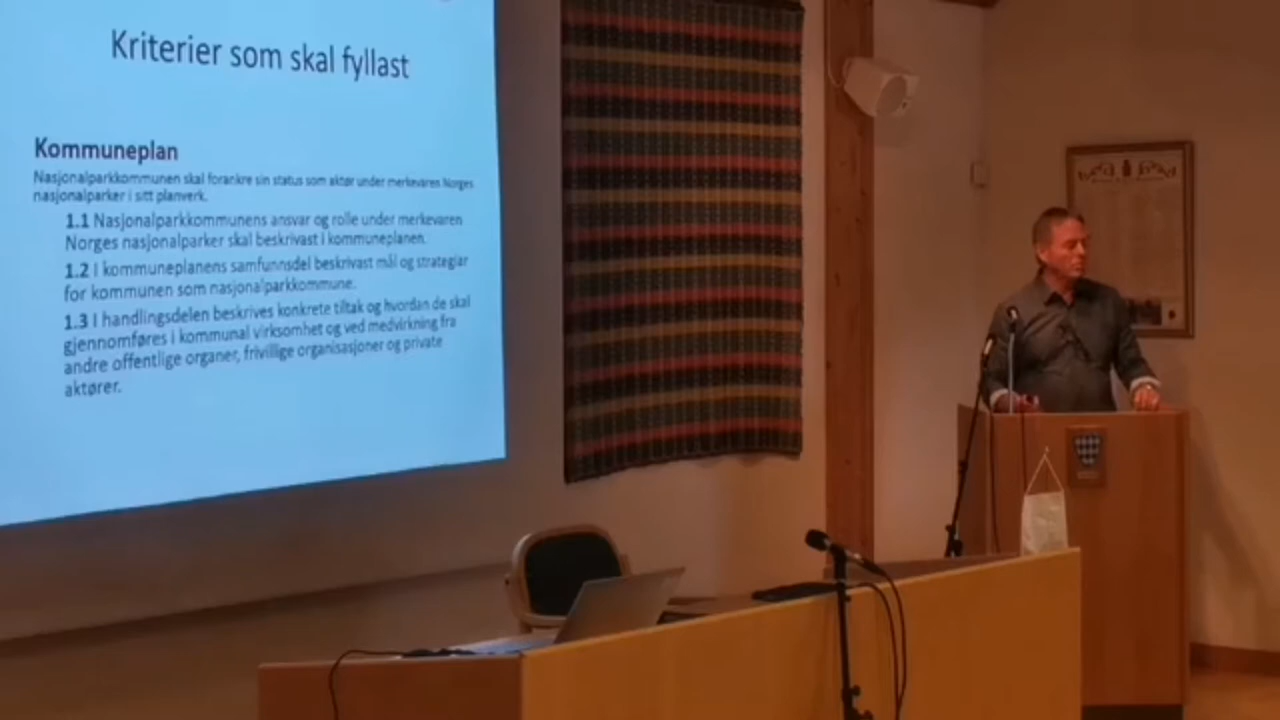 Kriterier som skal fyllast
Kommuneplan
Nasjonalparkkommunen skal forankre sin status som aktør under merkevaren Norges
nasjonalparker i sitt planverk.
1.1 Nasjonalparkkommunens ansvar og rolle under merkevaren
Norges nasjonalparker skal beskrivast i kommuneplanen.
1.2 I kommuneplanens samfunnsdel beskrivast mål og strategiar
for kommunen som nasjonalparkkommune.
1.3 I handlingsdelen beskrives konkrete tiltak og hvordan de skal
gjennomføres i kommunal virksomhet og ved medvirkning fra
andre offentlige organer, frivillige organisasjoner og private
aktører.